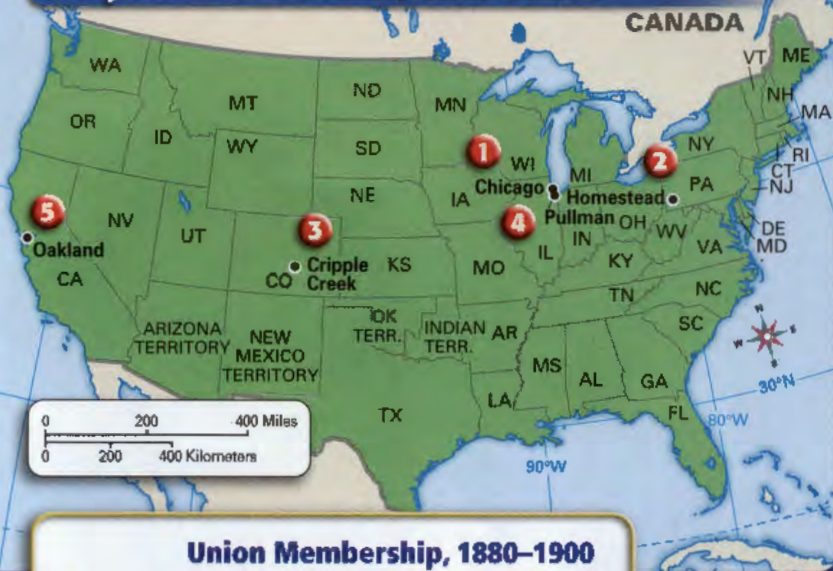 CANADA
WA
OR
ID
MT
WY
ND
SD
NE
MN
IA
WI
MI
1
2
3
4
5
Chicago
Pullman
Homestead
Oakland
Cripple
Creek
NV
UT
CO
CA
KS
MO
IL
IN
OH
KY
WV
VA
PA
NY
VT
ME
NH
MA
RI
CT
NJ
DE
MD
TN
NC
SC
GA
AL
MS
LA
AR
FL
TX
OK
TERR.
INDIAN
TERR.
ARIZONA
TERRITORY
NEW
MEXICO
TERRITORY
N
E
S
W
30°N
80°W
90°W
0 200 400 Miles
0 200 400 Kilometers
Union Membership, 1880–1900